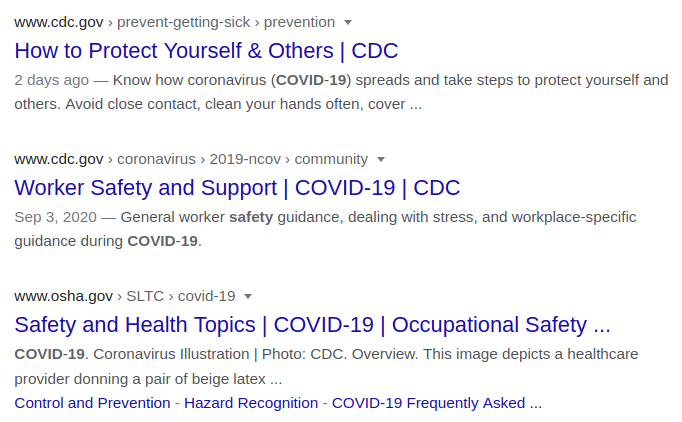 www.cdc.gov › prevent-getting-sick › prevention
How to Protect Yourself & Others | CDC
2 days ago — Know how coronavirus (COVID-19) spreads and take steps to protect yourself and
others. Avoid close contact, clean your hands often, cover ...
www.cdc.gov › coronavirus › 2019-ncov › community
Worker Safety and Support | COVID-19 | CDC
Sep 3, 2020 — General worker safety guidance, dealing with stress, and workplace-specific
guidance during COVID-19.
www.osha.gov › SLTC › covid-19
Safety and Health Topics | COVID-19 | Occupational Safety ...
COVID-19. Coronavirus Illustration | Photo: CDC. Overview. This image depicts a healthcare
provider donning a pair of beige latex ...
Control and Prevention - Hazard Recognition - COVID-19 Frequently Asked ...